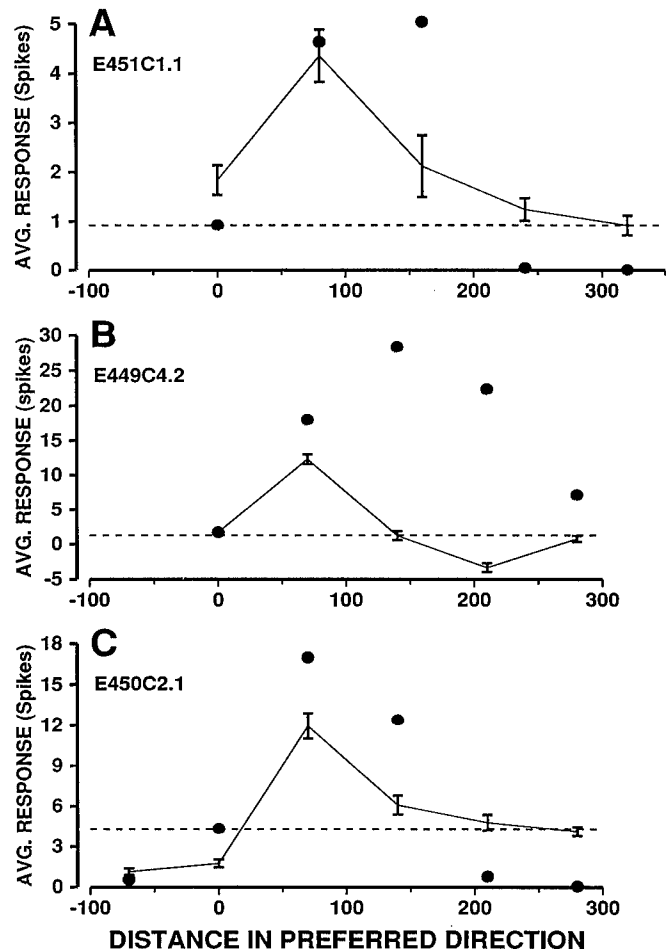 A
E451C1.1
AVG. RESPONSE (Spikes)
5
4
3
2
1
0
-100 0 100 200 300
B
E449C4.2
AVG. RESPONSE (spikes)
30
25
20
15
10
5
0
-5
-100 0 100 200 300
C
E450C2.1
AVG. RESPONSE (Spikes)
18
15
12
9
6
3
0
-100 0 100 200 300
DISTANCE IN PREFERRED DIRECTION